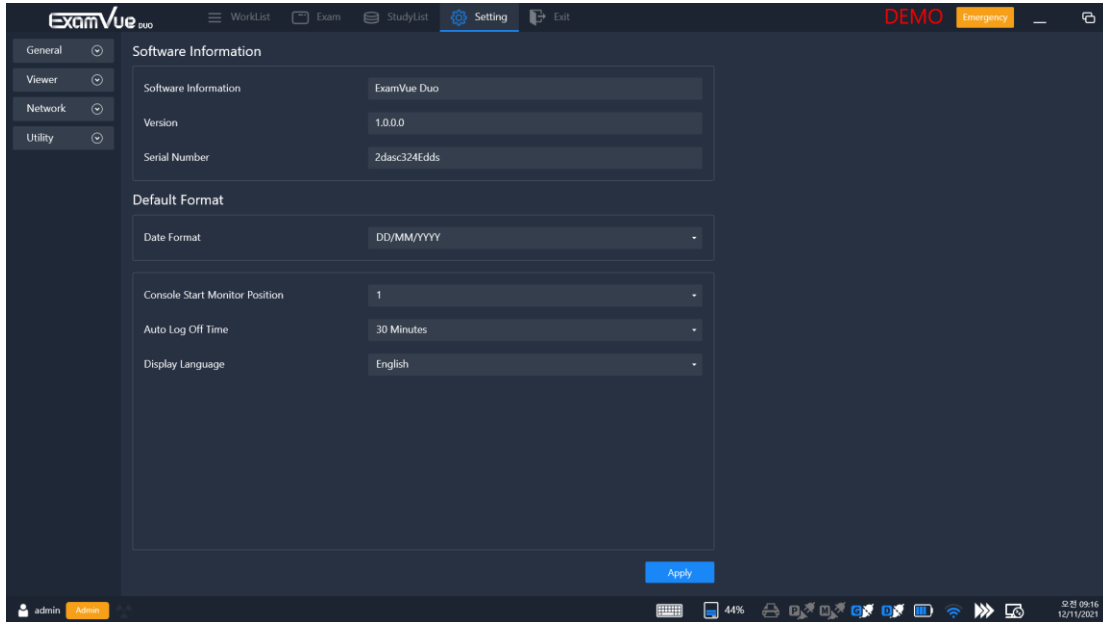 ExamVue DUO
WorkList
Exam
StudyList
Setting
Exit
DEMO
Emergency
General
Viewer
Network
Utility
Software Information
Software Information
ExamVue Duo
Version
1.0.0.0
Serial Number
2dasc324Edds
Default Format
Date Format
DD/MM/YYYY
Console Start Monitor Position
1
Auto Log Off Time
30 Minutes
Display Language
English
Apply
admin
Admin
44%
G
D
오전 09:16
12/11/2021